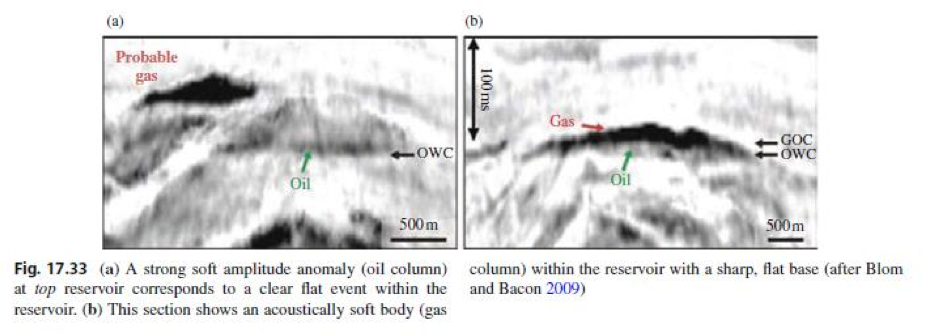 (a)
(b)
Probable
gas
OWC
Oil
500 m
100 ms
Gas
GOC
OWC
Oil
500 m
Fig. 17.33 (a) A strong soft amplitude anomaly (oil column)
at top reservoir corresponds to a clear flat event within the
reservoir. (b) This section shows an acoustically soft body (gas
column) within the reservoir with a sharp, flat base (after Blom
and Bacon 2009)